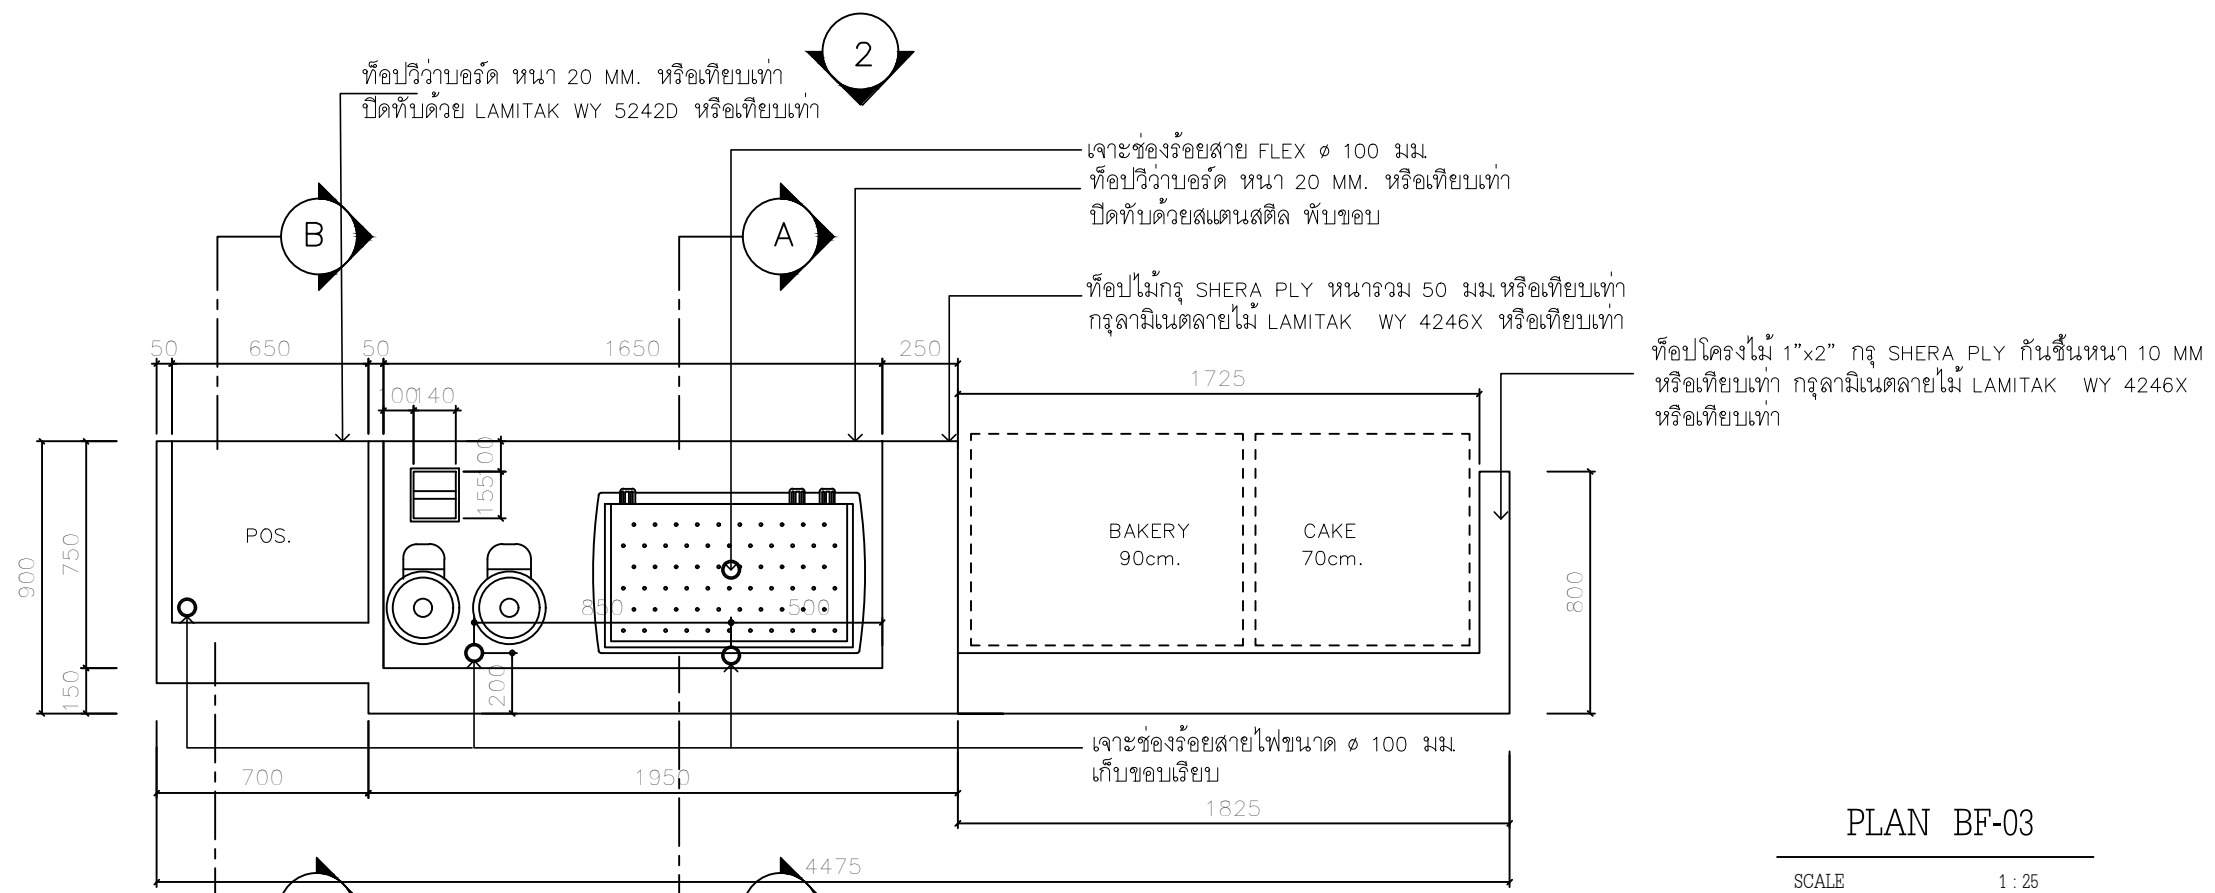 2
ท็อปวีว่าบอร์ด หนา 20 MM. หรือเทียบเท่า
ปิดทับด้วย LAMITAK WY 5242D หรือเทียบเท่า
เจาะช่องร้อยสาย FLEX ø 100 มม.
ท็อปวีว่าบอร์ด หนา 20 MM. หรือเทียบเท่า
ปิดทับด้วยสแตนสตีล พับขอบ
B
A
ท็อปไม้กรุ SHERA PLY หนารวม 50 มม.หรือเทียบเท่า
กรุลามิเนตลายไม้ LAMITAK WY 4246X หรือเทียบเท่า
ท็อปโครงไม้ 1"x2" กรุ SHERA PLY กันชื้นหนา 10 MM
หรือเทียบเท่า กรุลามิเนตลายไม้ LAMITAK WY 4246X
หรือเทียบเท่า
50 650 50 1650 250
1725
100 140
100
155
POS.
BAKERY
90cm.
CAKE
70cm.
900
750
150
850 500
200
800
เจาะช่องร้อยสายไฟขนาด ø 100 มม.
เก็บขอบเรียบ
700 1950
1825
4475
PLAN BF-03
SCALE 1 : 25